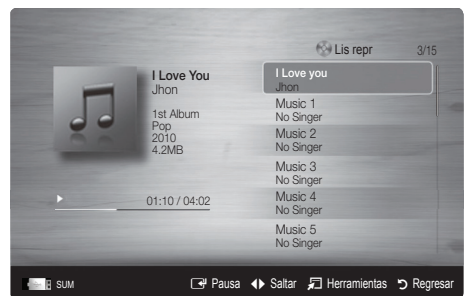 Lis repr 3/15
I Love You
Jhon
1st Album
Pop
2010
4.2MB
01:10 / 04:02
I Love you
Jhon
Music 1
No Singer
Music 2
No Singer
Music 3
No Singer
Music 4
No Singer
Music 5
No Singer
SUM Pausa Saltar Herramientas Regresar